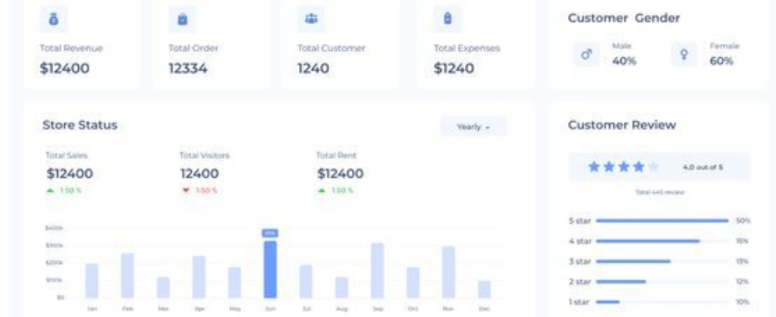 Total Revenue
$12400
Total Order
12334
Total Customer
1240
Total Expenses
$1240
Customer Gender
Male
40%
Female
60%
Store Status
Yearly
Total Sales
$12400
1.50 %
Total Visitors
12400
1.50 %
Total Rent
$12400
1.50 %
$400k
$300k
$200k
$100k
$0
Jan
Feb
Mar
Apr
May
Jun
Jul
Aug
Sep
Oct
Nov
Dec
Customer Review
4.0 out of 5
Total 445 review
5 star 50%
4 star 15%
3 star 13%
2 star 12%
1 star 10%